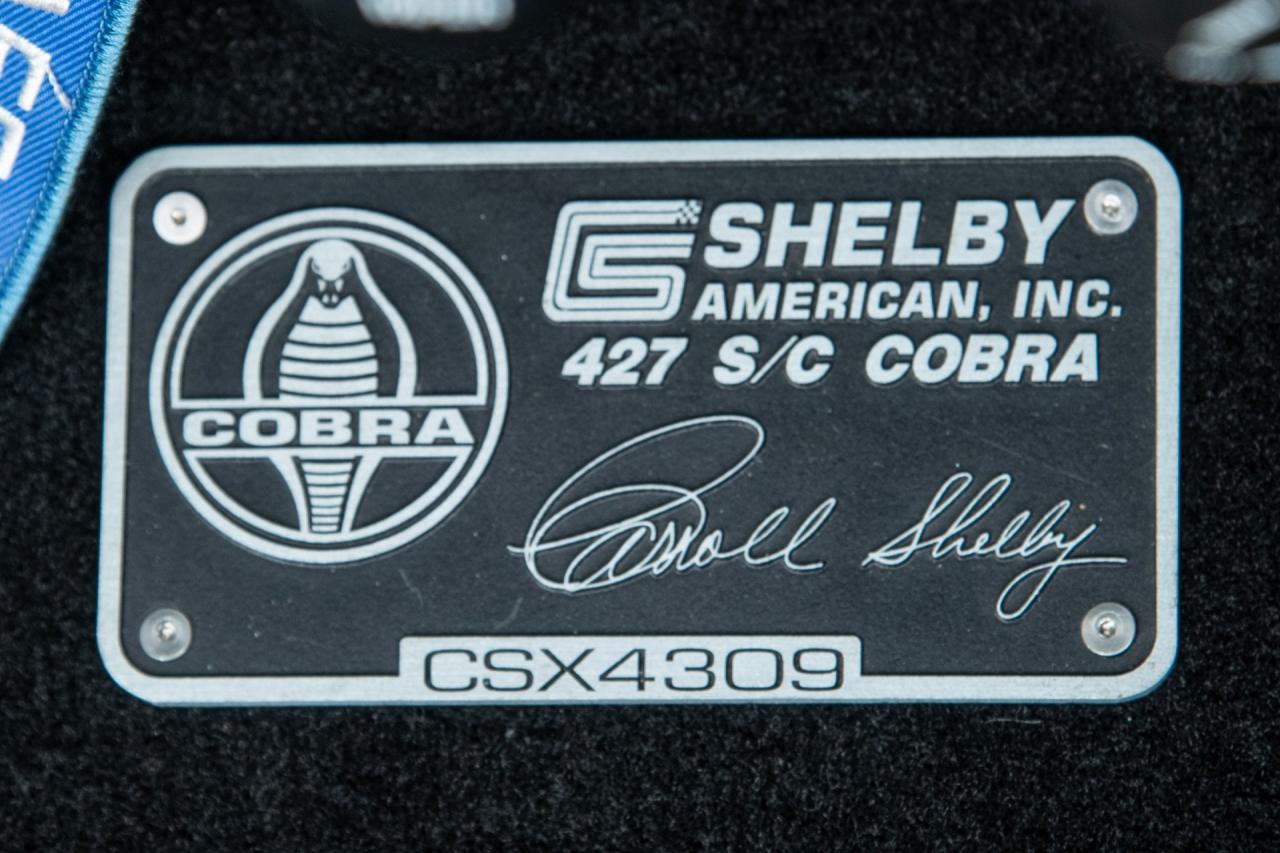 COBRA
SHELBY
AMERICAN, INC.
427 S/C COBRA
Carroll Shelby
CSX4309